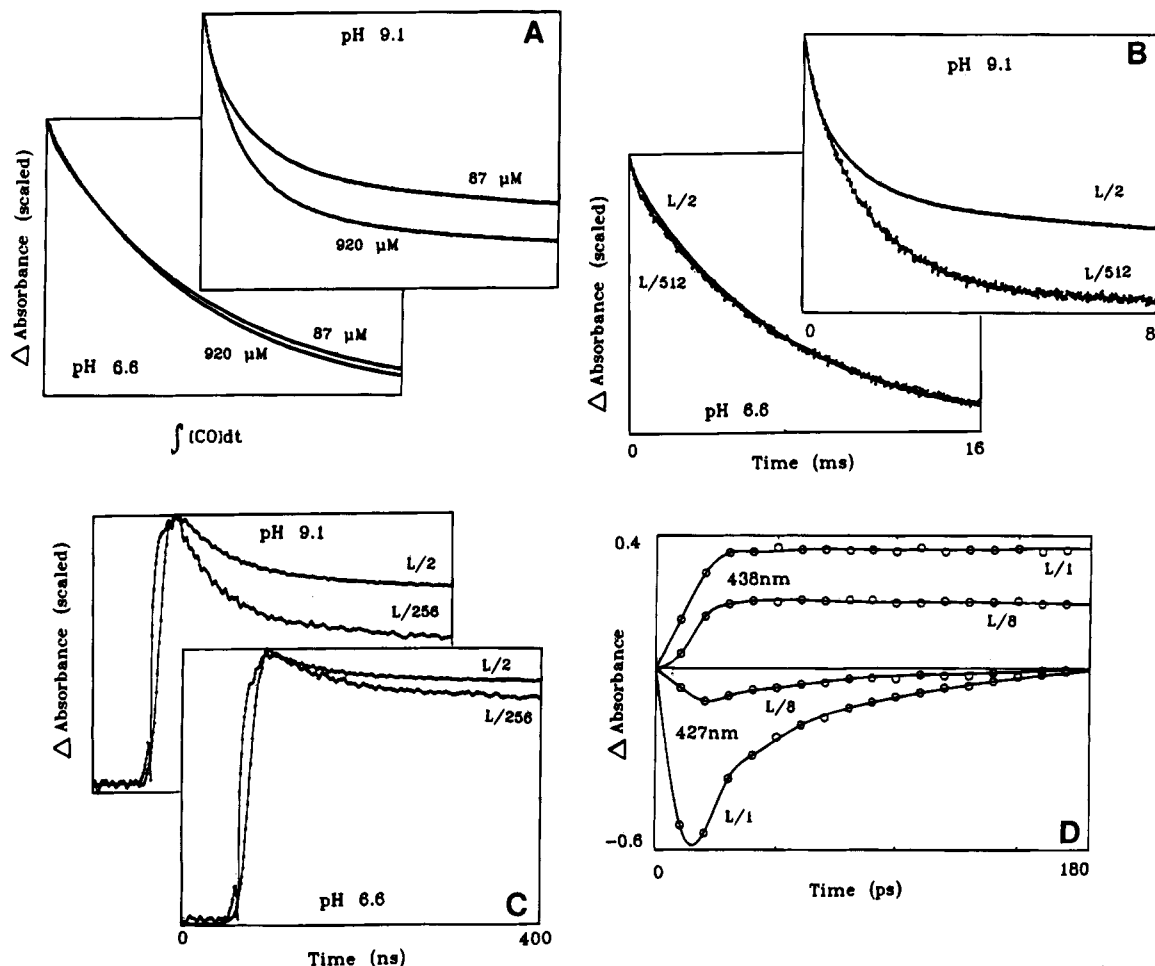 A
pH 9.1
87 µM
920 µM
△ Absorbance (scaled)
87 µM
920 µM
pH 6.6
∫ [CO]dt
B
pH 9.1
L/2
L/512
0 8
△ Absorbance (scaled)
L/2
L/512
pH 6.6
0 16
Time (ms)
pH 9.1
L/2
L/256
△ Absorbance (scaled)
L/2
L/256
pH 6.6
C
0 400
Time (ns)
0.4
438nm
L/1
L/8
△ Absorbance
L/8
427nm
L/1
D
-0.6
0 180
Time (ps)